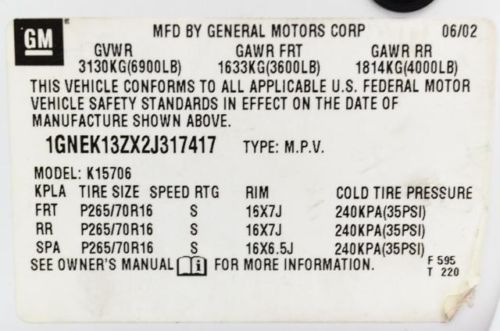 GM MFD BY GENERAL MOTORS CORP 06/02
GVWR GAWR FRT GAWR RR
3130KG(6900LB) 1633KG(3600LB) 1814KG(4000LB)
THIS VEHICLE CONFORMS TO ALL APPLICABLE U.S. FEDERAL MOTOR
VEHICLE SAFETY STANDARDS IN EFFECT ON THE DATE OF
MANUFACTURE SHOWN ABOVE.
1GNEK13ZX2J317417 TYPE: M.P.V.
MODEL: K15706
KPLA TIRE SIZE SPEED RTG RIM COLD TIRE PRESSURE
FRT P265/70R16 S 16X7J 240KPA(35PSI)
RR P265/70R16 S 16X7J 240KPA(35PSI)
SPA P265/70R16 S 16X6.5J 240KPA(35PSI)
SEE OWNER'S MANUAL i FOR MORE INFORMATION. F 595
T 220